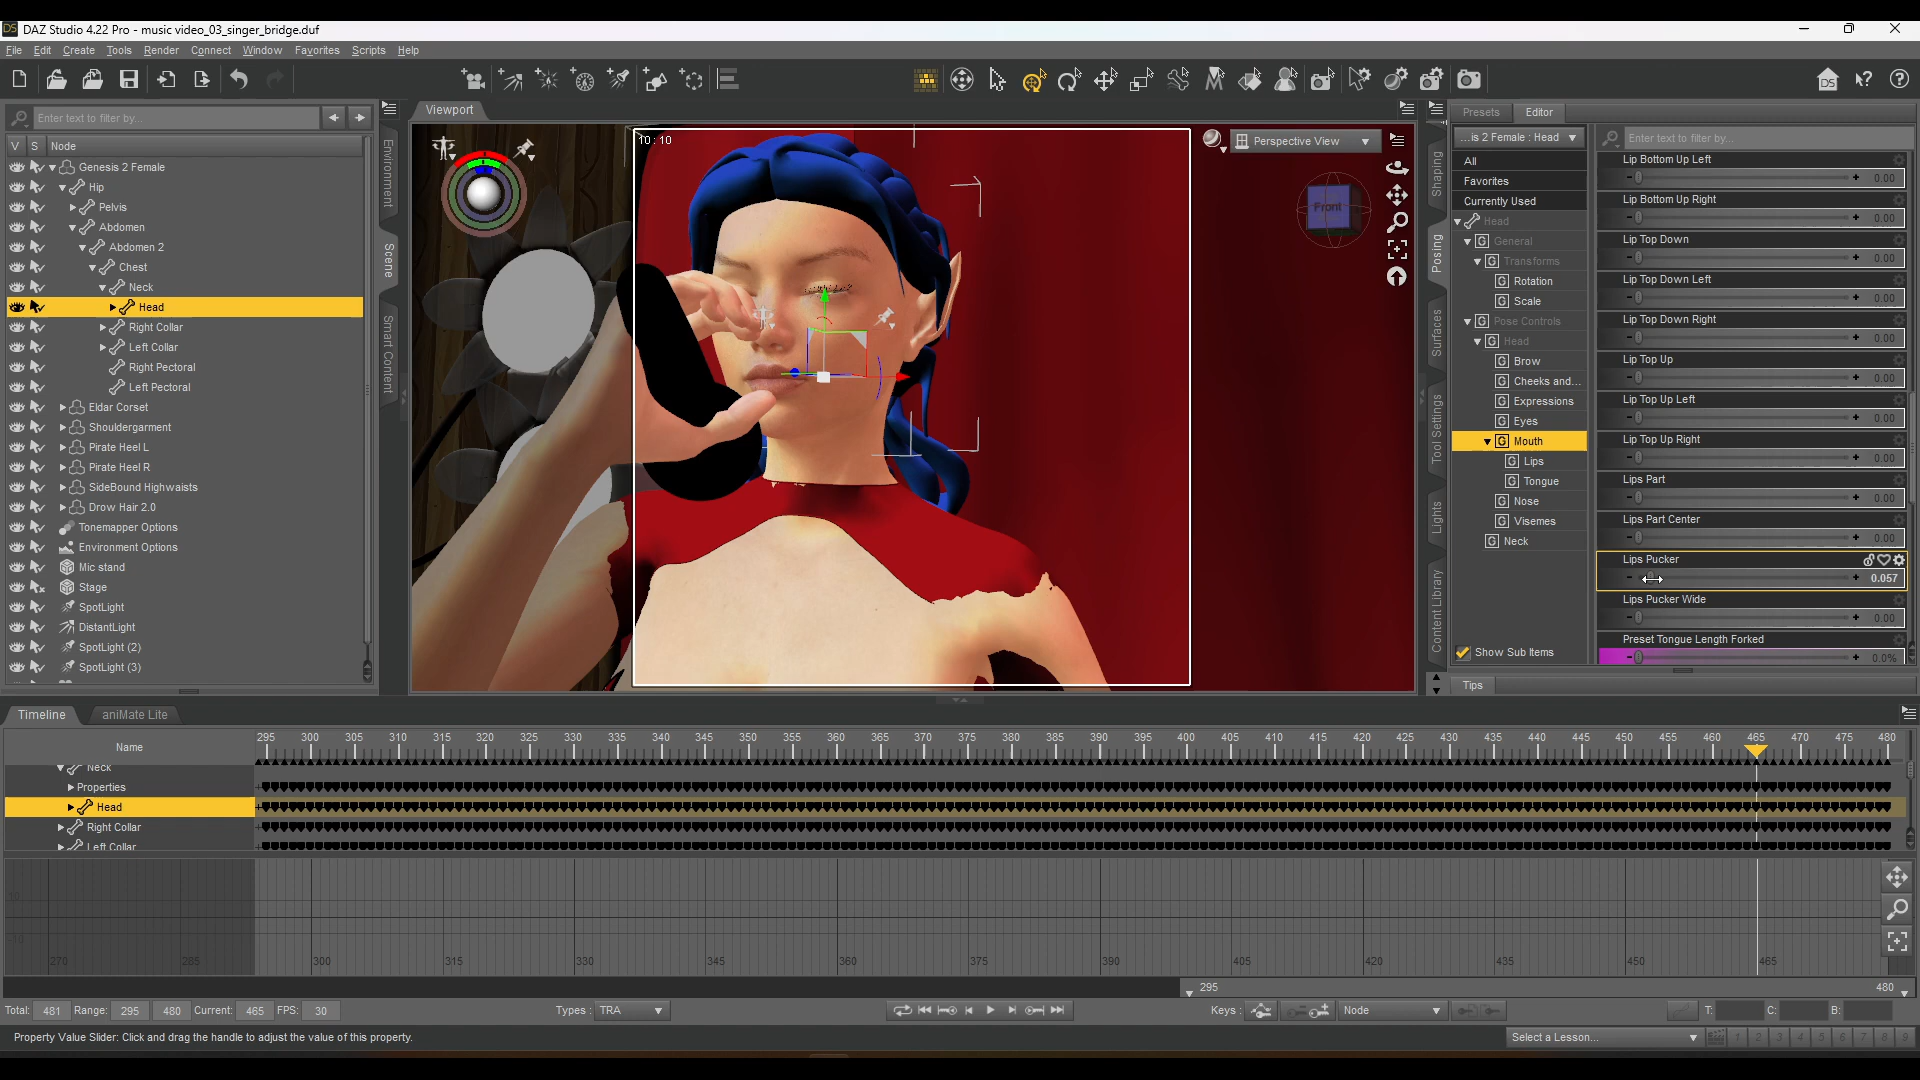 DAZ Studio 4.22 Pro - music video_03_singer_bridge.duf
File Edit Create Tools Render Connect Window Favorites Scripts Help
Enter text to filter by...
V S Node
Genesis 2 Female
Hip
Pelvis
Abdomen
Abdomen 2
Chest
Neck
Head
Right Collar
Left Collar
Right Pectoral
Left Pectoral
Eldar Corset
Shouldergarment
Pirate Heel L
Pirate Heel R
SideBound Highwaists
Drow Hair 2.0
Tonemapper Options
Environment Options
Mic stand
Stage
SpotLight
DistantLight
SpotLight (2)
SpotLight (3)
Environment
Scene
Smart Content
Viewport
10 : 10
Perspective View
Front
Shaping
Posing
Surfaces
Tool Settings
Lights
Content Library
Presets Editor
...is 2 Female : Head
Enter text to filter by...
All
Favorites
Currently Used
Head
General
Transforms
Rotation
Scale
Pose Controls
Head
Brow
Cheeks and...
Expressions
Eyes
Mouth
Lips
Tongue
Nose
Visemes
Neck
Show Sub Items
Lip Bottom Up Left
0.00
Lip Bottom Up Right
0.00
Lip Top Down
0.00
Lip Top Down Left
0.00
Lip Top Down Right
0.00
Lip Top Up
0.00
Lip Top Up Left
0.00
Lip Top Up Right
0.00
Lips Part
0.00
Lips Part Center
0.00
Lips Pucker
0.057
Lips Pucker Wide
0.00
Preset Tongue Length Forked
0.0%
Tips
Timeline aniMate Lite
Name
295 300 305 310 315 320 325 330 335 340 345 350 355 360 365 370 375 380 385 390 395 400 405 410 415 420 425 430 435 440 445 450 455 460 465 470 475 480
Neck
Properties
Head
Right Collar
Left Collar
270 285 300 315 330 345 360 375 390 405 420 435 450 465
295 480
Total: 481 Range: 295 480 Current: 465 FPS: 30 Types : TRA Keys : Node T: C: B:
Property Value Slider: Click and drag the handle to adjust the value of this property.
Select a Lesson... 1 2 3 4 5 6 7 8 9